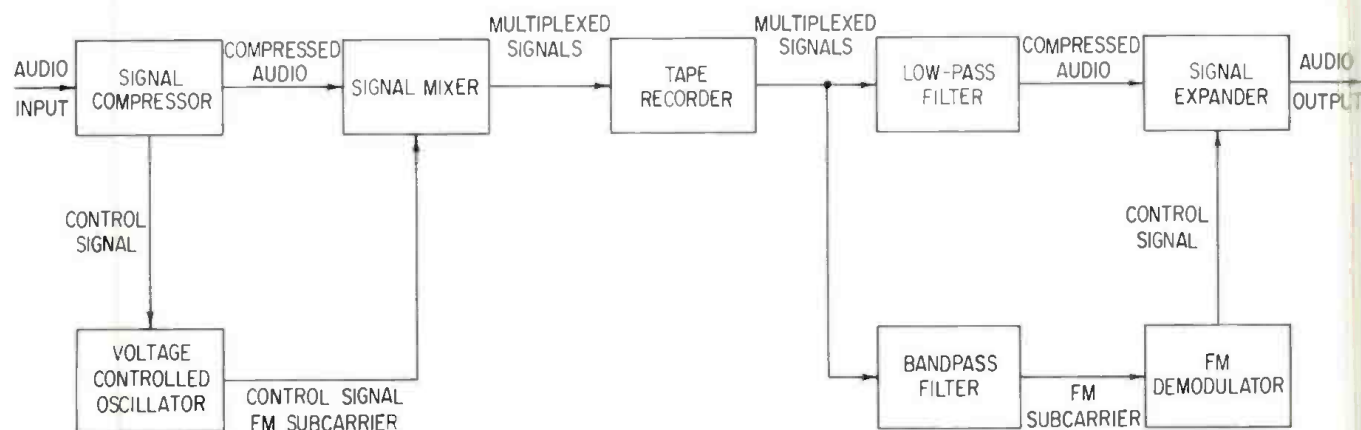 AUDIO
INPUT
SIGNAL
COMPRESSOR
COMPRESSED
AUDIO
SIGNAL MIXER
MULTIPLEXED
SIGNALS
TAPE
RECORDER
MULTIPLEXED
SIGNALS
LOW-PASS
FILTER
COMPRESSED
AUDIO
SIGNAL
EXPANDER
AUDIO
OUTPUT
CONTROL
SIGNAL
CONTROL
SIGNAL
VOLTAGE
CONTROLLED
OSCILLATOR
CONTROL SIGNAL
FM SUBCARRIER
BANDPASS
FILTER
FM
SUBCARRIER
FM
DEMODULATOR